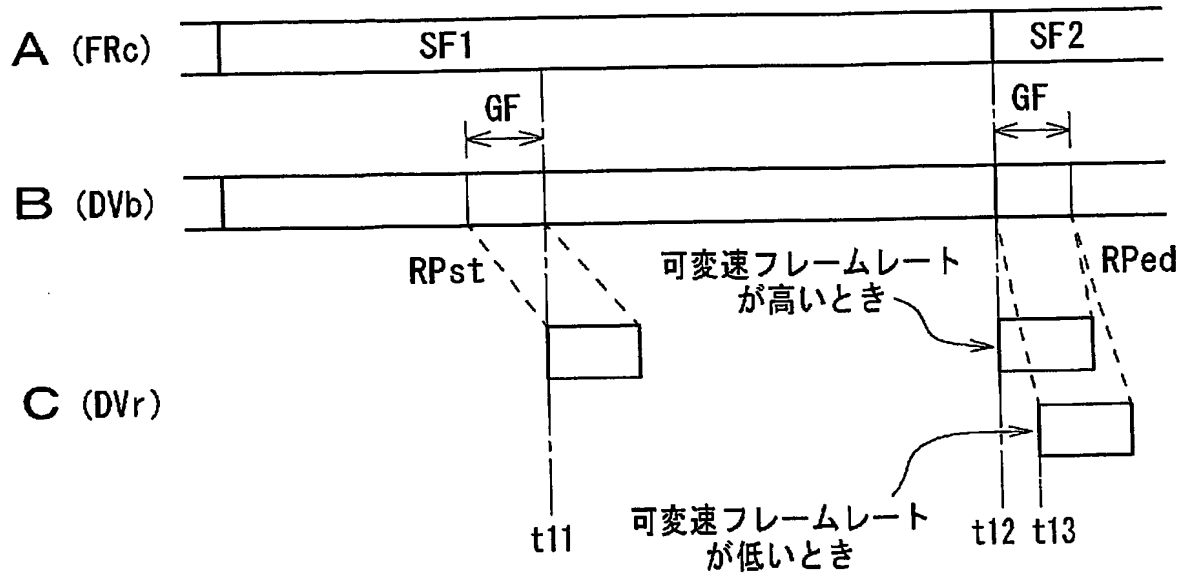 A (FRc)
SF1
SF2
GF
GF
B (DVb)
RPst
可変速フレームレート
が高いとき
RPed
C (DVr)
可変速フレームレート
が低いとき
t11
t12
t13